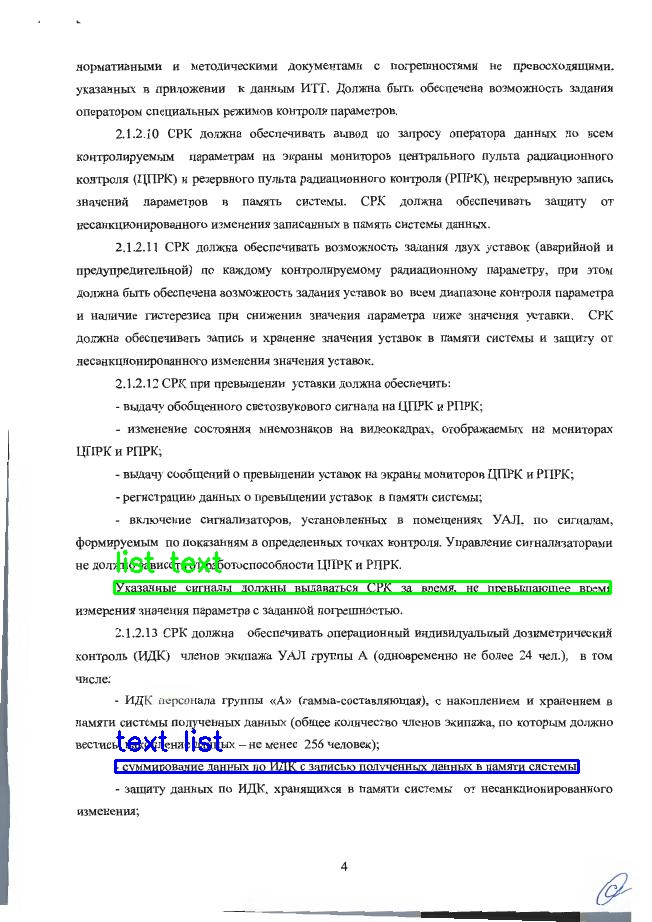 нормативными и методическими документами с погрешностями не превосходящими,
указанных в приложении к данным ИТТ. Должна быть обеспечена возможность задания
оператором специальных режимов контроля параметров.
2.1.2.10 СРК должна обеспечивать вывод по запросу оператора данных по всем
контролируемым параметрам на экраны мониторов центрального пульта радиационного
контроля (ЦПРК) и резервного пульта радиационного контроля (РПРК), непрерывную запись
значений параметров в память системы. СРК должна обеспечивать защиту от
несанкционированного изменения записанных в память системы данных.
2.1.2.11 СРК должна обеспечивать возможность задания двух уставок (аварийной и
предупредительной) по каждому контролируемому радиационному параметру, при этом
должна быть обеспечена возможность задания уставок во всем диапазоне контроля параметра
и наличие гистерезиса при снижении значения параметра ниже значения уставки. СРК
должна обеспечивать запись и хранение значения уставок в памяти системы и защиту от
несанкционированного изменения значения уставок.
2.1.2.12 СРК при превышении уставки должна обеспечить:
- выдачу обобщенного светозвукового сигнала на ЦПРК и РПРК;
- изменение состояния мнемознаков на видеокадрах, отображаемых на мониторах
ЦПРК и РПРК;
- выдачу сообщений о превышении уставок на экраны мониторов ЦПРК и РПРК;
- регистрацию данных о превышении уставок в памяти системы;
- включение сигнализаторов, установленных в помещениях УАЛ, по сигналам,
формируемым по показаниям в определенных точках контроля. Управление сигнализаторами
не должно зависеть от работоспособности ЦПРК и РПРК.
list text
Указанные сигналы должны выдаваться СРК за время, не превышающее время
измерения значения параметра с заданной погрешностью.
2.1.2.13 СРК должна обеспечивать операционный индивидуальный дозиметрический
контроль (ИДК) членов экипажа УАЛ группы А (одновременно не более 24 чел.), в том
числе:
- ИДК персонала группы «А» (гамма-составляющая), с накоплением и хранением в
памяти системы полученных данных (общее количество членов экипажа, по которым должно
вестись накопление данных – не менее 256 человек);
text list
- суммирование данных по ИДК с записью полученных данных в памяти системы
- защиту данных по ИДК, хранящихся в памяти системы от несанкционированного
изменения;
4